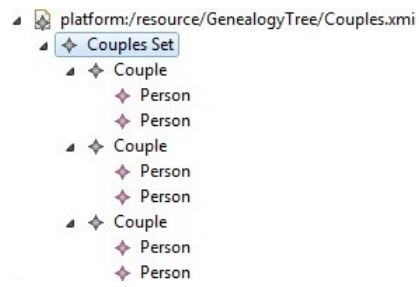 platform:/resource/GenealogyTree/Couples.xmi
Couples Set
Couple
Person
Person
Couple
Person
Person
Couple
Person
Person